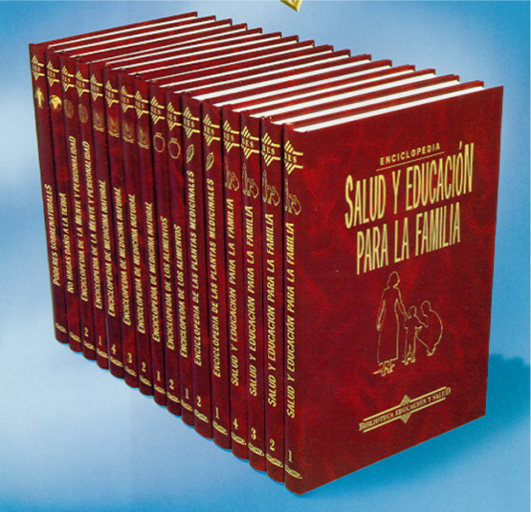 ENCICLOPEDIA
SALUD Y EDUCACIÓN
PARA LA FAMILIA
BIBLIOTECA EDUCACIÓN Y SALUD
PODERES SOBRENATURALES
NO HAGAS DAÑO A LA TIERRA
ENCICLOPEDIA DE LA MENTE Y PERSONALIDAD 2
ENCICLOPEDIA DE LA MENTE Y PERSONALIDAD 1
ENCICLOPEDIA DE MEDICINA NATURAL 4
ENCICLOPEDIA DE MEDICINA NATURAL 3
ENCICLOPEDIA DE MEDICINA NATURAL 2
ENCICLOPEDIA DE MEDICINA NATURAL 1
ENCICLOPEDIA DE LOS ALIMENTOS 2
ENCICLOPEDIA DE LOS ALIMENTOS 1
ENCICLOPEDIA DE LAS PLANTAS MEDICINALES 2
ENCICLOPEDIA DE LAS PLANTAS MEDICINALES 1
SALUD Y EDUCACIÓN PARA LA FAMILIA 4
SALUD Y EDUCACIÓN PARA LA FAMILIA 3
SALUD Y EDUCACIÓN PARA LA FAMILIA 2
SALUD Y EDUCACIÓN PARA LA FAMILIA 1